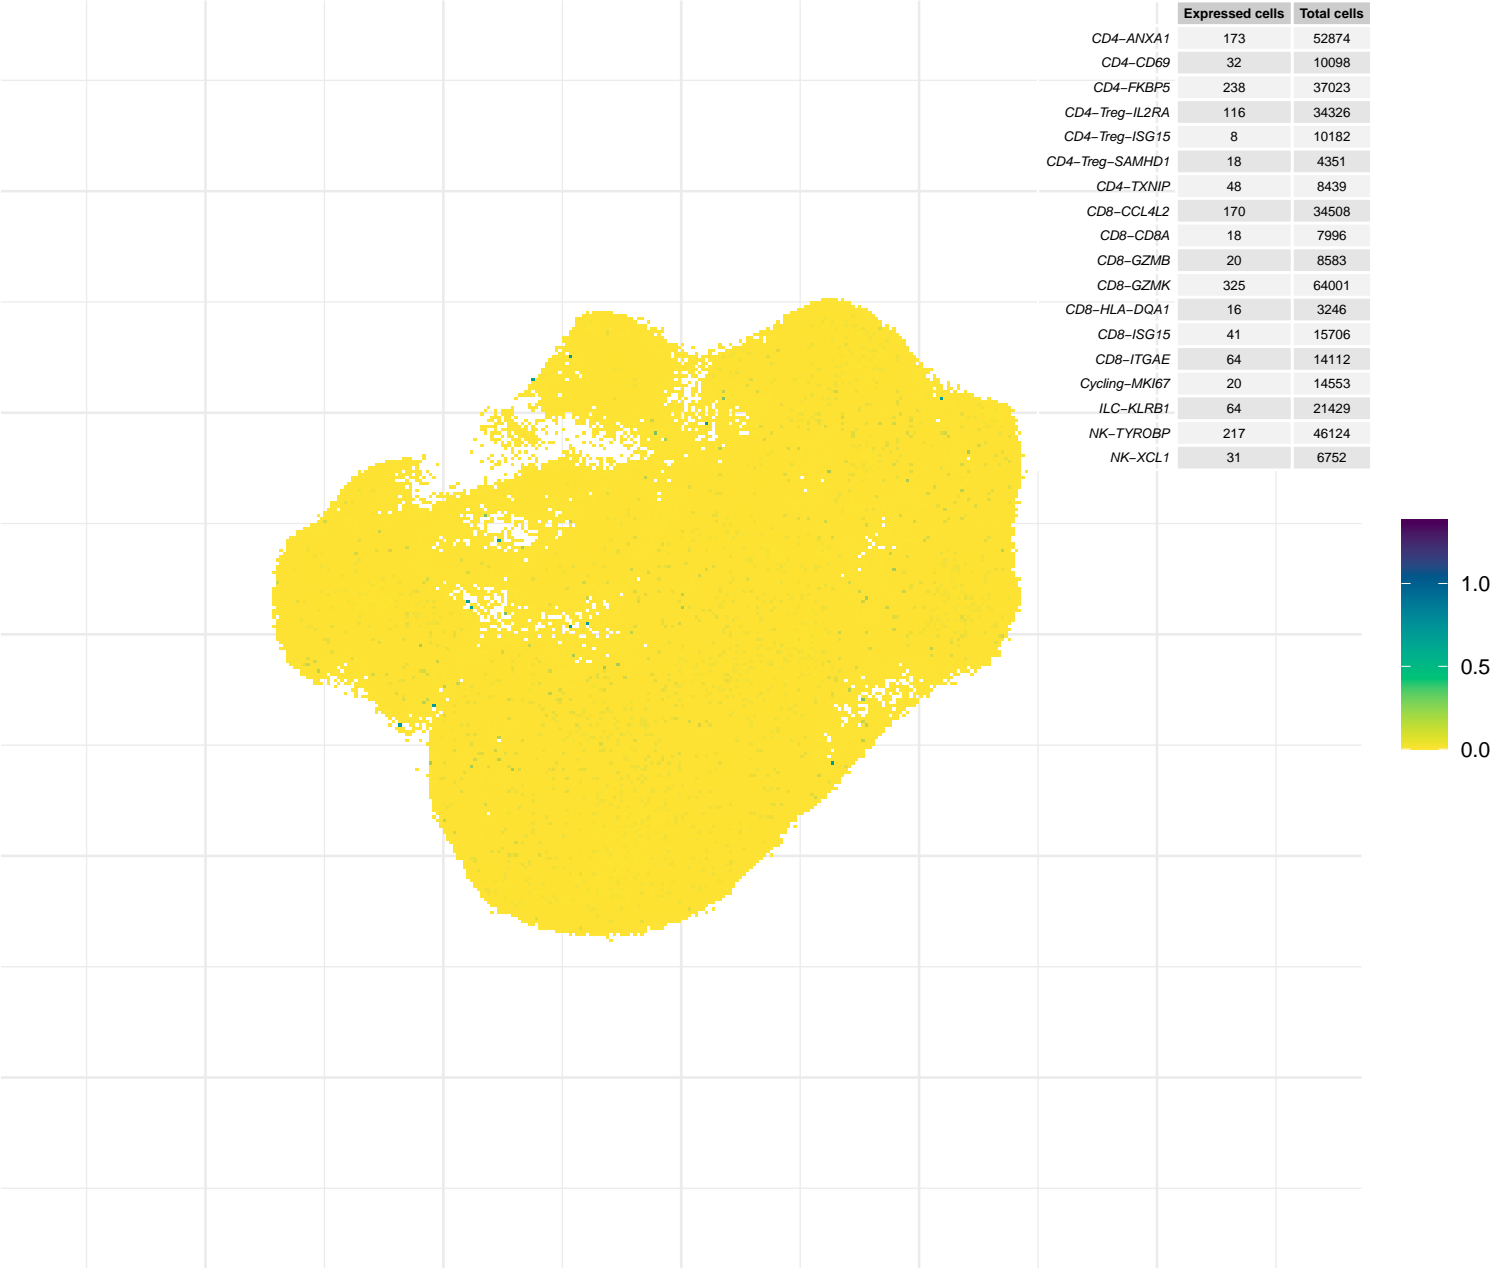 Expressed cells Total cells
CD4−ANXA1 173 52874
CD4−CD69 32 10098
CD4−FKBP5 238 37023
CD4−Treg−IL2RA 116 34326
CD4−Treg−ISG15 8 10182
CD4−Treg−SAMHD1 18 4351
CD4−TXNIP 48 8439
CD8−CCL4L2 170 34508
CD8−CD8A 18 7996
CD8−GZMB 20 8583
CD8−GZMK 325 64001
CD8−HLA−DQA1 16 3246
CD8−ISG15 41 15706
CD8−ITGAE 64 14112
Cycling−MKI67 20 14553
ILC−KLRB1 64 21429
NK−TYROBP 217 46124
NK−XCL1 31 6752
1.0
0.5
0.0